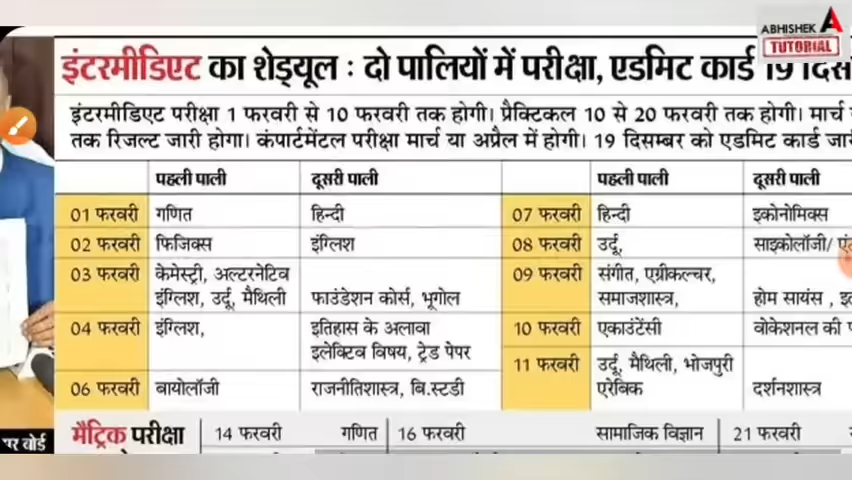 ABHISHEK A
TUTORIAL
इंटरमीडिएट का शेड्यूल : दो पालियों में परीक्षा, एडमिट कार्ड 19
इंटरमीडिएट परीक्षा 1 फरवरी से 10 फरवरी तक होगी। प्रैक्टिकल 10 से 20 फरवरी तक होगी। मार्च
तक रिजल्ट जारी होगा। कंपार्टमेंटल परीक्षा मार्च या अप्रैल में होगी। 19 दिसम्बर को एडमिट कार्ड
पहली पाली दूसरी पाली
01 फरवरी गणित हिन्दी
02 फरवरी फिजिक्स इंग्लिश
03 फरवरी केमेस्ट्री, अल्टरनेटिव
इंग्लिश, उर्दू, मैथिली फाउंडेशन कोर्स, भूगोल
04 फरवरी इंग्लिश, इतिहास के अलावा
इलेक्टिव विषय, ट्रेड पेपर
06 फरवरी बायोलॉजी राजनीतिशास्त्र, बि.स्टडी
पहली पाली दूसरी पाली
07 फरवरी हिन्दी इकोनोमिक्स
08 फरवरी उर्दू, साइकोलॉजी/
09 फरवरी संगीत, एग्रीकल्चर,
समाजशास्त्र, होम सायंस ,
10 फरवरी एकाउंटेंसी वोकेशनल की
11 फरवरी उर्दू, मैथिली, भोजपुरी
एरेबिक दर्शनशास्त्र
मैट्रिक परीक्षा 14 फरवरी गणित 16 फरवरी सामाजिक विज्ञान 21 फरवरी
बोर्ड